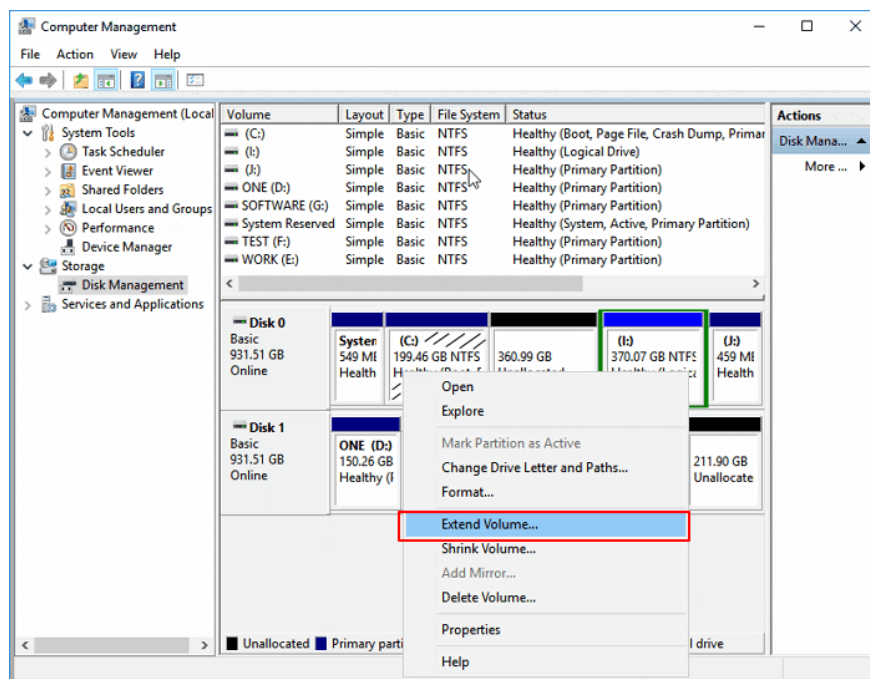 Computer Management
File Action View Help
Computer Management (Local
System Tools
Task Scheduler
Event Viewer
Shared Folders
Local Users and Groups
Performance
Device Manager
Storage
Disk Management
Services and Applications
Volume Layout Type File System Status
(C:) Simple Basic NTFS Healthy (Boot, Page File, Crash Dump, Primar
(I:) Simple Basic NTFS Healthy (Logical Drive)
(J:) Simple Basic NTFS Healthy (Primary Partition)
ONE (D:) Simple Basic NTFS Healthy (Primary Partition)
SOFTWARE (G:) Simple Basic NTFS Healthy (Primary Partition)
System Reserved Simple Basic NTFS Healthy (System, Active, Primary Partition)
TEST (F:) Simple Basic NTFS Healthy (Primary Partition)
WORK (E:) Simple Basic NTFS Healthy (Primary Partition)
Actions
Disk Mana...
More ...
Disk 0
Basic
931.51 GB
Online
System
549 MB
Health
(C:)
199.46 GB NTFS
360.99 GB
(I:)
370.07 GB NTFS
(J:)
459 MB
Health
Disk 1
Basic
931.51 GB
Online
ONE (D:)
150.26 GB
Healthy (P
211.90 GB
Unallocate
Open
Explore
Mark Partition as Active
Change Drive Letter and Paths...
Format...
Extend Volume...
Shrink Volume...
Add Mirror...
Delete Volume...
Properties
Help
Unallocated Primary parti
l drive